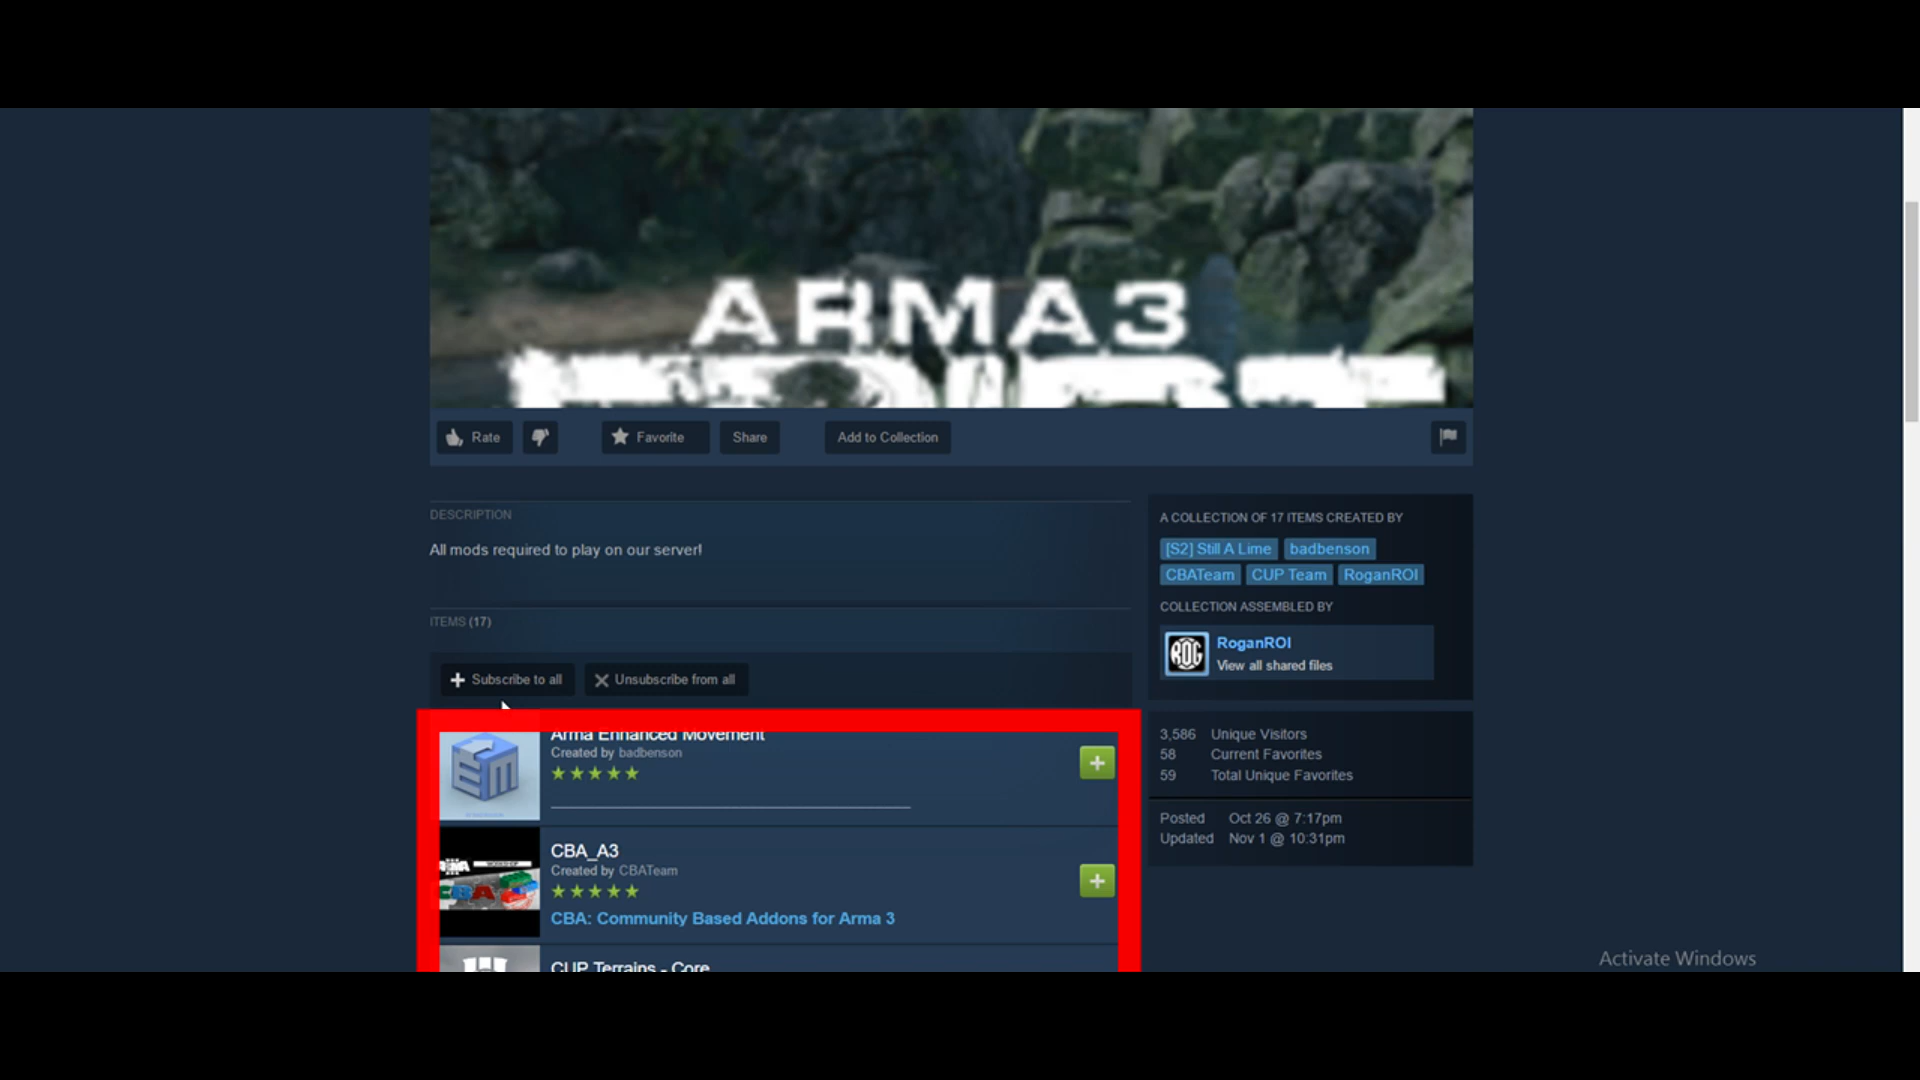 ARMA3
Rate
Favorite
Share
Add to Collection
DESCRIPTION
All mods required to play on our server!
ITEMS (17)
Subscribe to all
Unsubscribe from all
Arma Enhanced Movement
Created by badbenson
CBA_A3
Created by CBATeam
CBA: Community Based Addons for Arma 3
CUP Terrains - Core
A COLLECTION OF 17 ITEMS CREATED BY
[S2] Still A Lime badbenson
CBATeam CUP Team RoganROI
COLLECTION ASSEMBLED BY
ROG
RoganROI
View all shared files
3,586 Unique Visitors
58 Current Favorites
59 Total Unique Favorites
Posted Oct 26 @ 7:17pm
Updated Nov 1 @ 10:31pm
Activate Windows